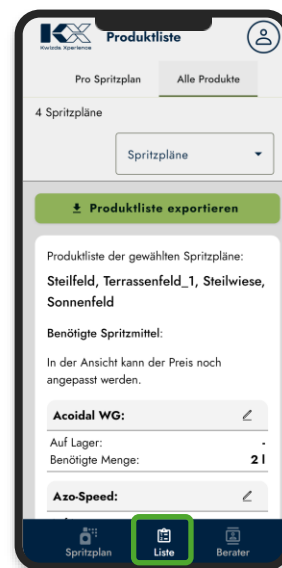 KX
Kwizda Xperience
Produktliste
Pro Spritzplan
Alle Produkte
4 Spritzpläne
Spritzpläne
Produktliste exportieren
Produktliste der gewählten Spritzpläne:
Steilfeld, Terrassenfeld_1, Steilwiese,
Sonnenfeld
Benötigte Spritzmittel:
In der Ansicht kann der Preis noch
angepasst werden.
Acoidal WG:
Auf Lager: -
Benötigte Menge: 2 l
Azo-Speed:
Spritzplan
Liste
Berater